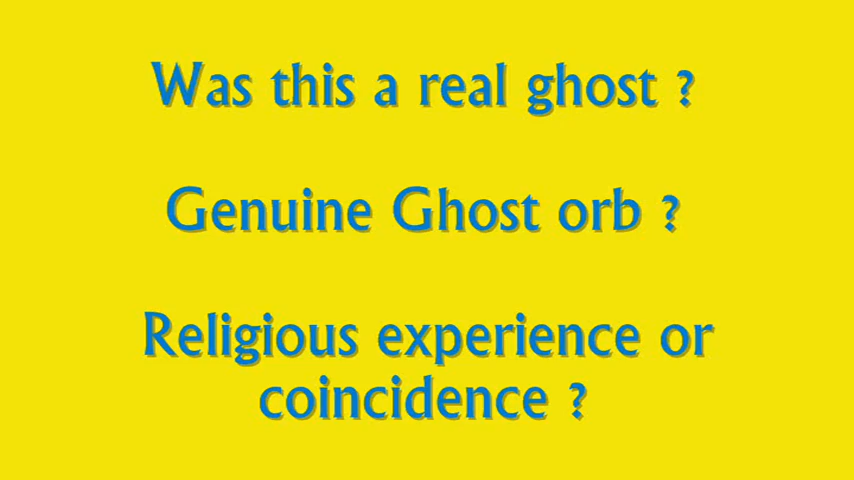 Was this a real ghost ?
Genuine Ghost orb ?
Religious experience or
coincidence ?